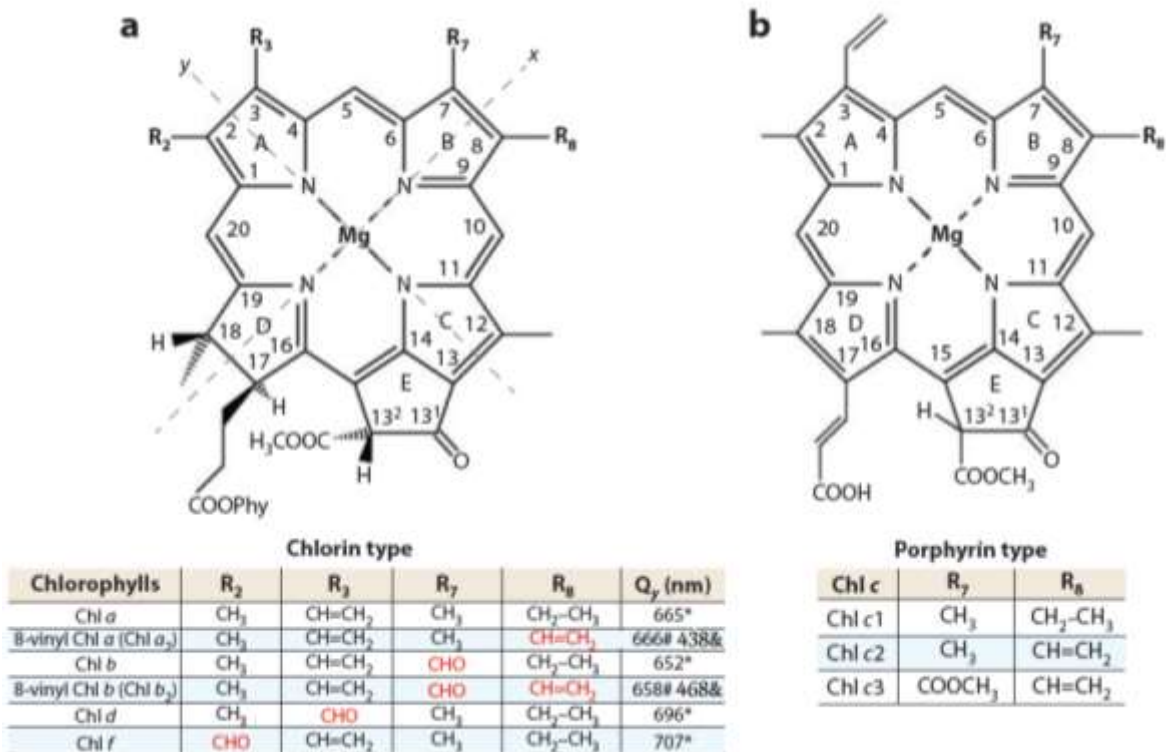 a
b
R3
R7
y
x
R2
R8
3
5
7
2
4
6
8
A
B
1
9
N
N
20
Mg
10
N
N
11
19
H
18
D
C
12
16
14
17
13
E
H
H3COOC
13²
13¹
H
O
COOPhy
R7
3
5
7
2
4
6
8
R8
A
B
1
9
N
N
20
Mg
10
N
N
11
19
18
D
C
12
16
15
14
17
13
E
H
13²
13¹
O
COOH
COOCH3
Chlorin type
Chlorophylls R2 R3 R7 R8 Qy (nm)
Chl a CH3 CH=CH2 CH3 CH2–CH3 665*
8-vinyl Chl a (Chl a2) CH3 CH=CH2 CH3 CH=CH2 666# 438&
Chl b CH3 CH=CH2 CHO CH2–CH3 652*
8-vinyl Chl b (Chl b2) CH3 CH=CH2 CHO CH=CH2 658# 468&
Chl d CH3 CHO CH3 CH2–CH3 696*
Chl f CHO CH=CH2 CH3 CH2–CH3 707*
Porphyrin type
Chl c R7 R8
Chl c1 CH3 CH2–CH3
Chl c2 CH3 CH=CH2
Chl c3 COOCH3 CH=CH2